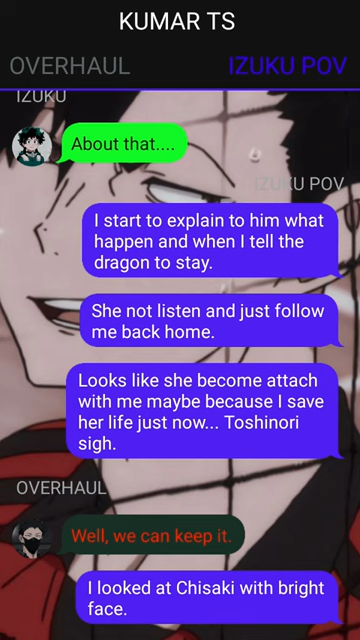 KUMAR TS
OVERHAUL
IZUKU POV
IZUKU
About that....
IZUKU POV
I start to explain to him what
happen and when I tell the
dragon to stay.
She not listen and just follow
me back home.
Looks like she become attach
with me maybe because I save
her life just now... Toshinori
sigh.
OVERHAUL
Well, we can keep it.
I looked at Chisaki with bright
face.